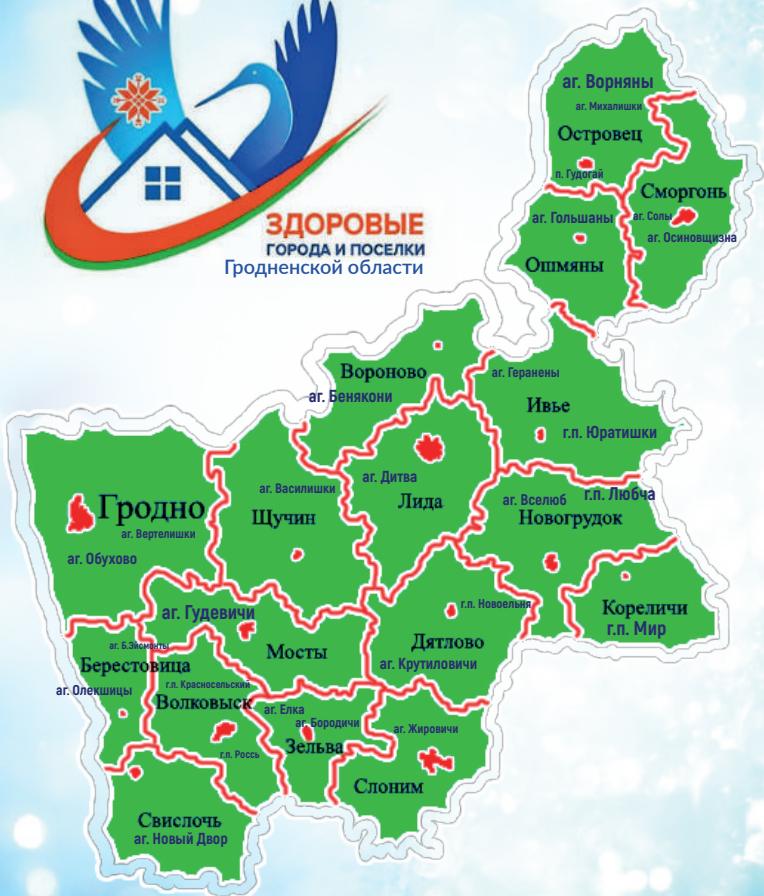 ЗДОРОВЫЕ
ГОРОДА И ПОСЕЛКИ
Гродненской области
аг. Ворняны
аг. Михалишки
Островец
п. Гудогай
Сморгонь
аг. Солы
аг. Осиновщизна
аг. Гольшаны
Ошмяны
Вороново
аг. Бенякони
аг. Геранены
Ивье
г.п. Юратишки
аг. Дитва
Лида
аг. Василишки
Щучин
аг. Вселюб
г.п. Любча
Новогрудок
Гродно
аг. Вертелишки
аг. Обухово
Кореличи
г.п. Мир
г.п. Новоельня
Дятлово
аг. Крутиловичи
аг. Гудевичи
Мосты
аг. Б.Эйсмонты
Берестовица
аг. Олекшицы
г.п. Красносельский
Волковыск
г.п. Россь
аг. Елка
аг. Бородичи
Зельва
аг. Жировичи
Слоним
Свислочь
аг. Новый Двор